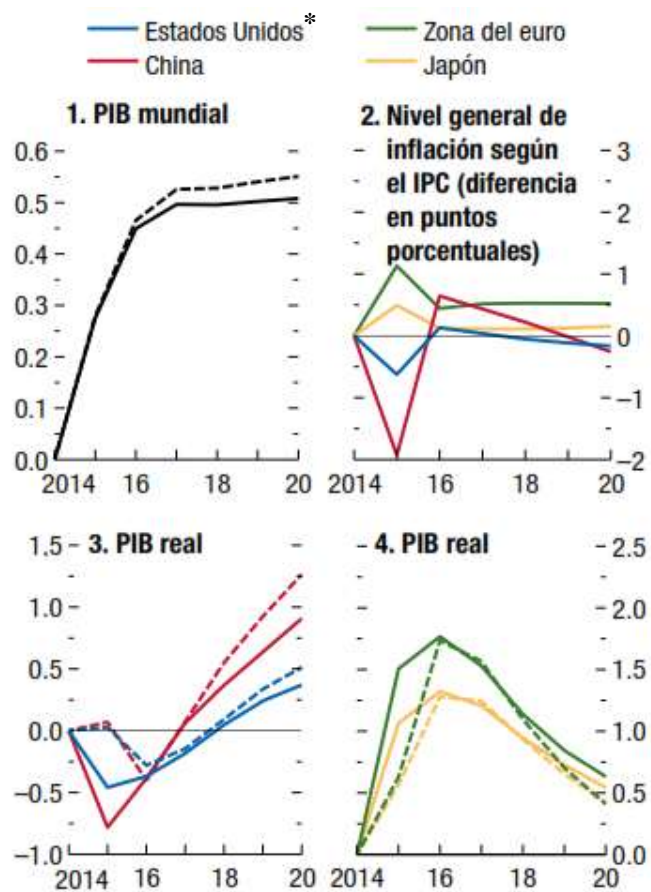 Estados Unidos*
Zona del euro
China
Japón
1. PIB mundial
2. Nivel general de
inflación según
el IPC (diferencia
en puntos
porcentuales)
0.6
0.5
0.4
0.3
0.2
0.1
0.0
2014 16 18 20
3
2
1
0
–1
–2
2014 16 18 20
3. PIB real
1.5
1.0
0.5
0.0
–0.5
–1.0
2014 16 18 20
4. PIB real
2.5
2.0
1.5
1.0
0.5
0.0
2014 16 18 20